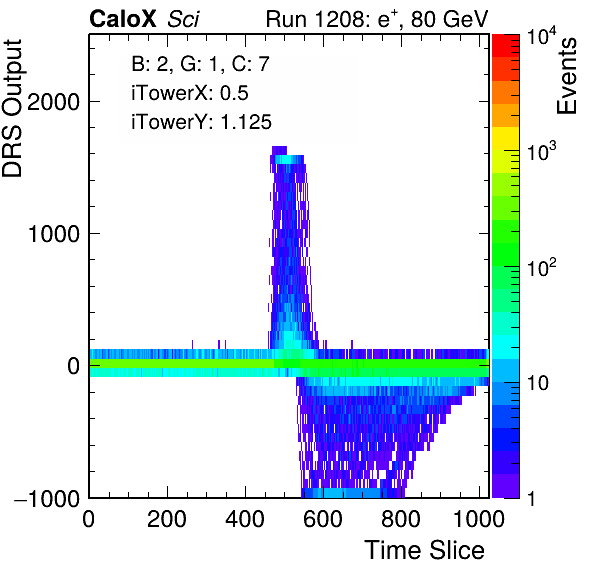 CaloX Sci Run 1208: e⁺, 80 GeV
B: 2, G: 1, C: 7
iTowerX: 0.5
iTowerY: 1.125
DRS Output
2000
1000
0
−1000
0 200 400 600 800 1000
Time Slice
Events
10⁴
10³
10²
10
1